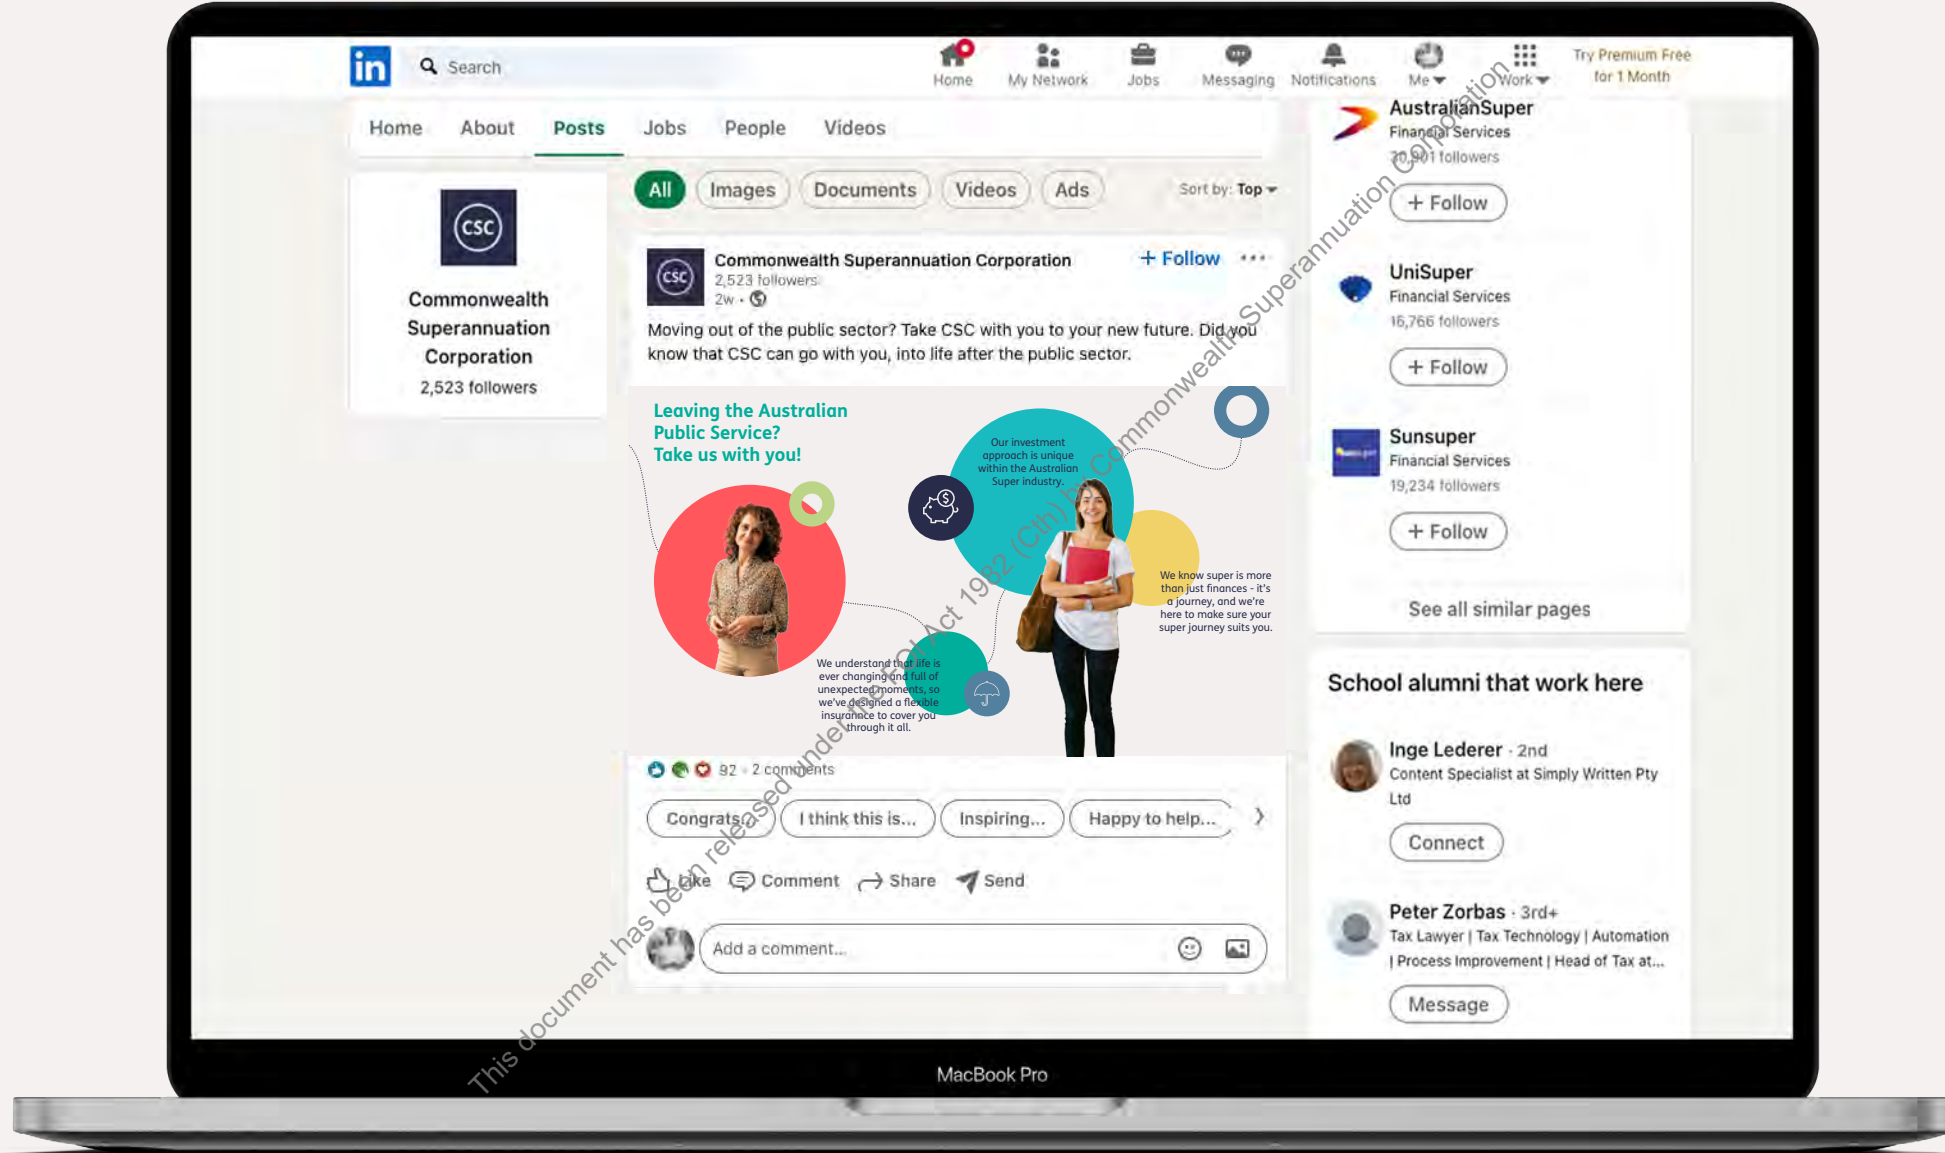 in
Search
Home
My Network
Jobs
Messaging
Notifications
Me
Work
Try Premium Free
for 1 Month
Home
About
Posts
Jobs
People
Videos
CSC
Commonwealth
Superannuation
Corporation
2,523 followers
All
Images
Documents
Videos
Ads
Sort by: Top
CSC
Commonwealth Superannuation Corporation
2,523 followers
2w •
+ Follow
Moving out of the public sector? Take CSC with you to your new future. Did you
know that CSC can go with you, into life after the public sector.
Leaving the Australian
Public Service?
Take us with you!
Our investment
approach is unique
within the Australian
Super industry.
We know super is more
than just finances - it's
a journey, and we're
here to make sure your
super journey suits you.
We understand that life is
ever changing and full of
unexpected moments, so
we've designed a flexible
insurance to cover you
through it all.
92 · 2 comments
Congrats...
I think this is...
Inspiring...
Happy to help...
Like
Comment
Share
Send
Add a comment...
AustralianSuper
Financial Services
followers
+ Follow
UniSuper
Financial Services
16,766 followers
+ Follow
Sunsuper
Financial Services
19,234 followers
+ Follow
See all similar pages
School alumni that work here
Inge Lederer · 2nd
Content Specialist at Simply Written Pty
Ltd
Connect
Peter Zorbas · 3rd+
Tax Lawyer | Tax Technology | Automation
| Process Improvement | Head of Tax at...
Message
MacBook Pro
This document has been released under the FOI Act 1982 (Cth) by Commonwealth Superannuation Corporation